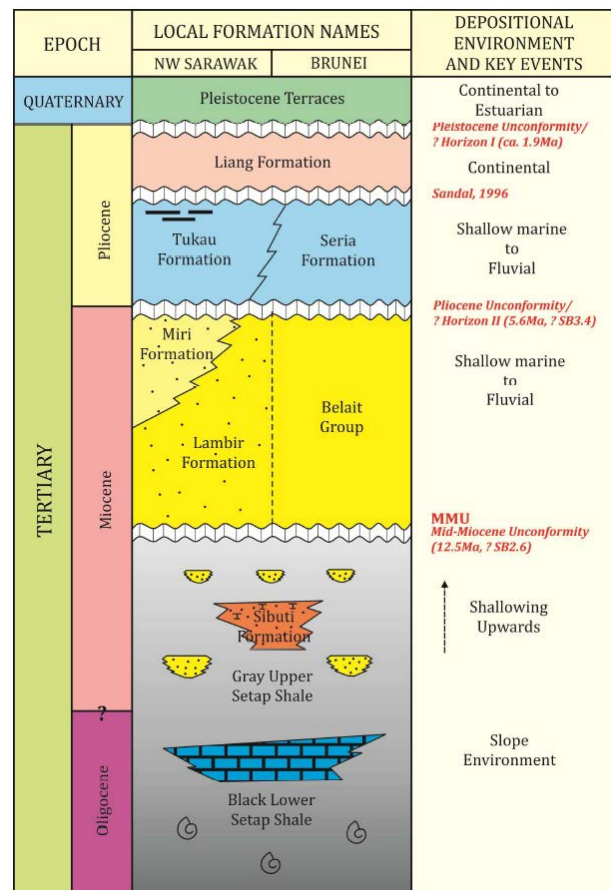 EPOCH
LOCAL FORMATION NAMES
NW SARAWAK
BRUNEI
DEPOSITIONAL
ENVIRONMENT
AND KEY EVENTS
QUATERNARY
Pleistocene Terraces
Continental to
Estuarian
Pleistocene Unconformity/
? Horizon I (ca. 1.9Ma)
TERTIARY
Pliocene
Liang Formation
Continental
Sandal, 1996
Tukau
Formation
Seria
Formation
Shallow marine
to
Fluvial
Pliocene Unconformity/
? Horizon II (5.6Ma, ? SB3.4)
Miocene
Miri
Formation
Lambir
Formation
Belait
Group
Shallow marine
to
Fluvial
MMU
Mid-Miocene Unconformity
(12.5Ma, ? SB2.6)
Sibuti
Formation
Gray Upper
Setap Shale
Shallowing
Upwards
?
Oligocene
Black Lower
Setap Shale
Slope
Environment